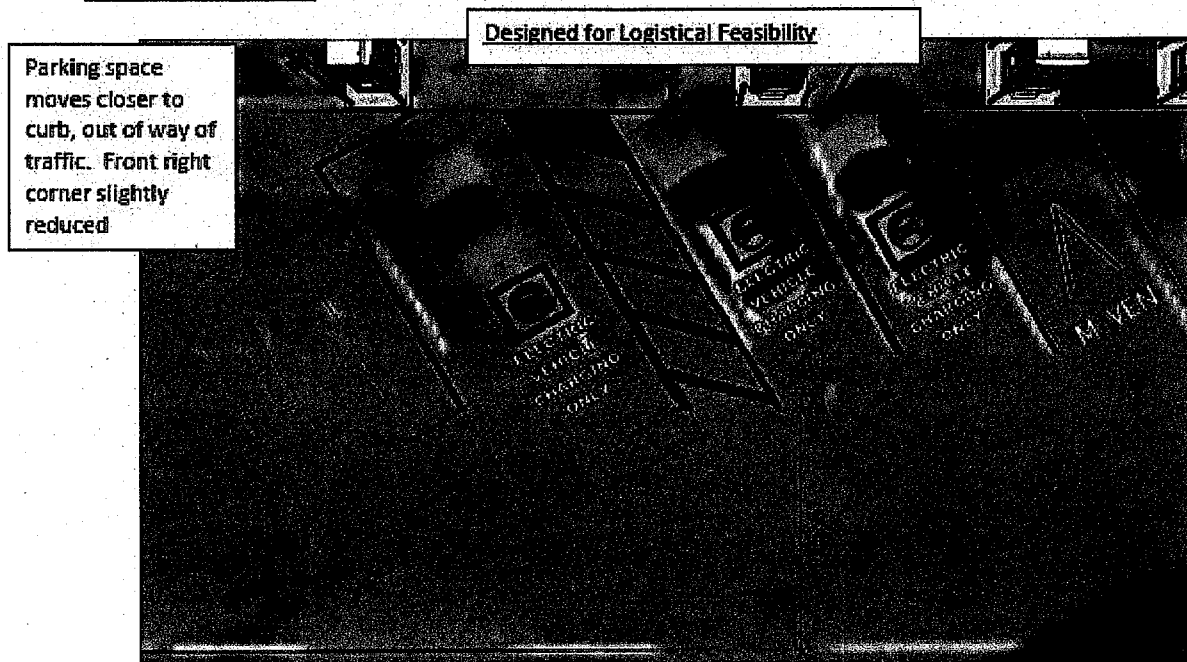 Designed for Logistical Feasibility
Parking space
moves closer to
curb, out of way of
traffic. Front right
corner slightly
reduced
ELECTRIC
VEHICLE
CHARGING
ONLY
ELECTRIC
VEHICLE
CHARGING
ONLY
ELECTRIC
VEHICLE
CHARGING
ONLY
M VEN